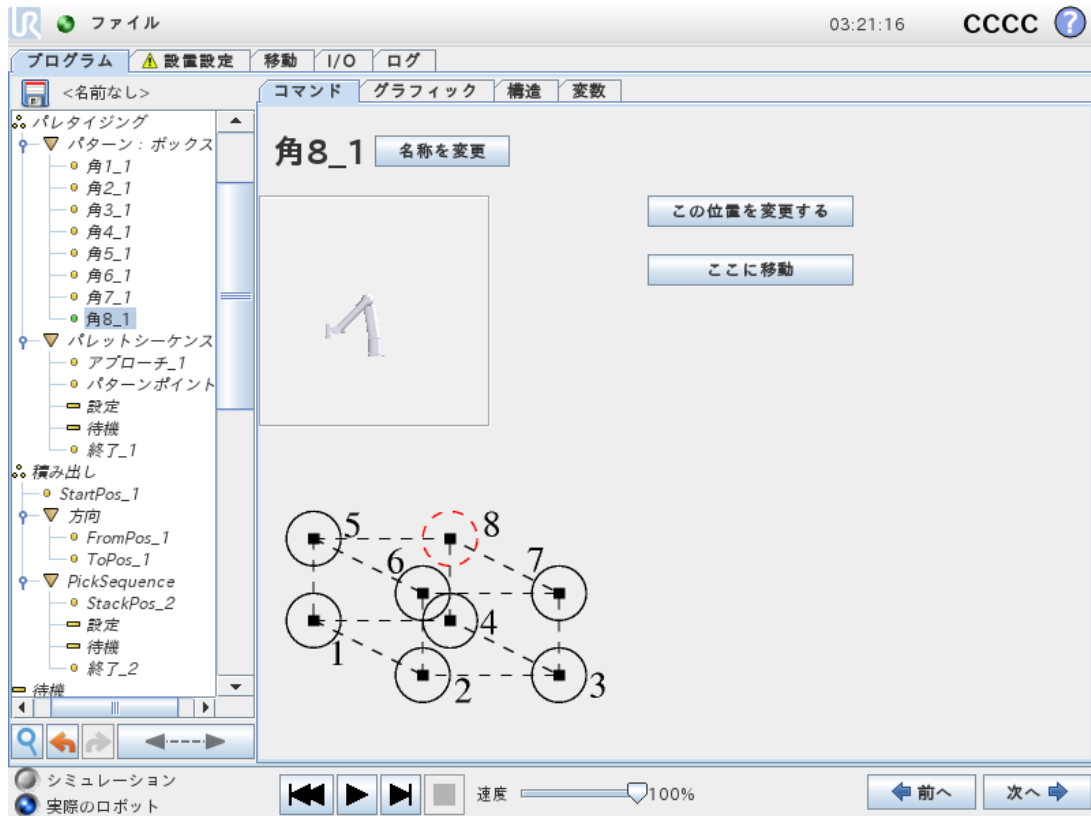 UR ファイル 03:21:16 CCCC ?
プログラム 設置設定 移動 I/O ログ
<名前なし> コマンド グラフィック 構造 変数
パレタイジング
パターン : ボックス
角1_1
角2_1
角3_1
角4_1
角5_1
角6_1
角7_1
角8_1
パレットシーケンス
アプローチ_1
パターンポイント
設定
待機
終了_1
積み出し
StartPos_1
方向
FromPos_1
ToPos_1
PickSequence
StackPos_2
設定
待機
終了_2
待機
角8_1 名称を変更
この位置を変更する
ここに移動
5 8
6 7
4
1
2 3
シミュレーション
実際のロボット
速度 100%
前へ 次へ